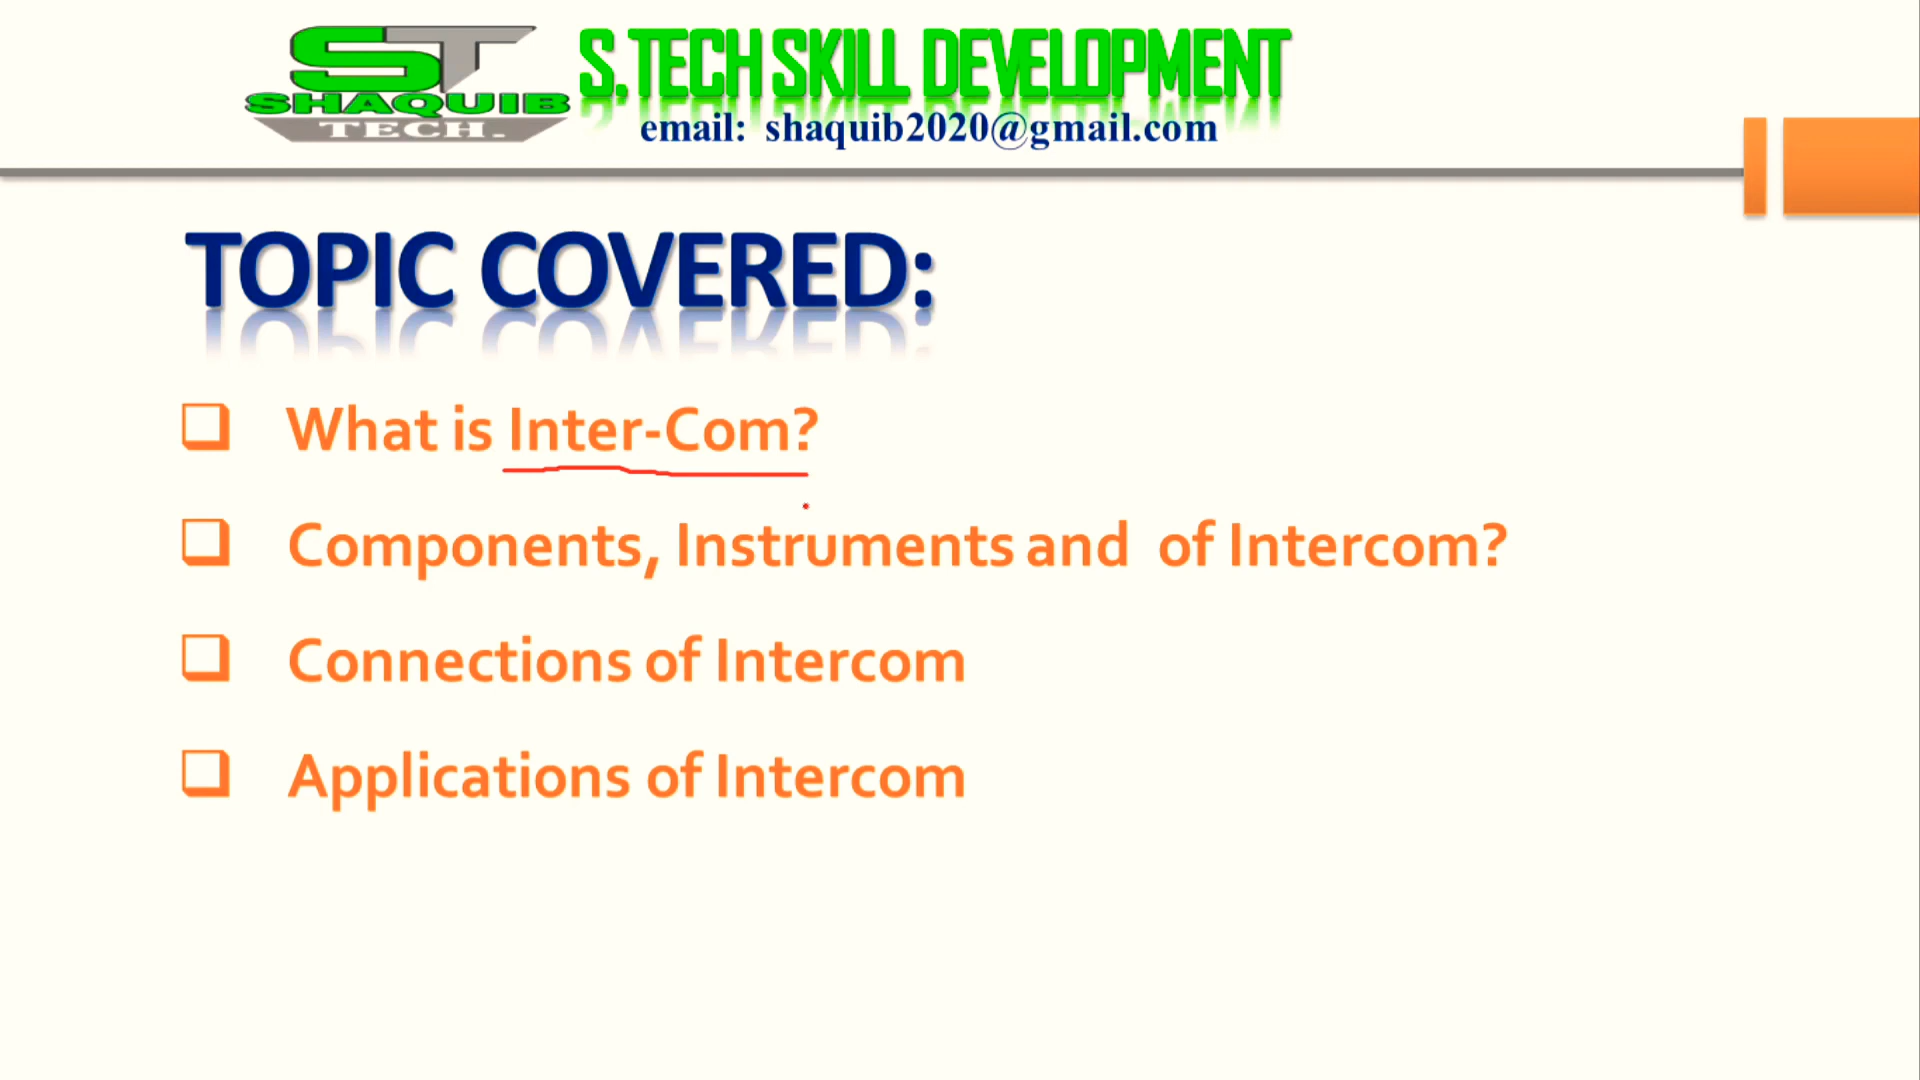 ST
SHAQUIB
TECH.
S.TECH SKILL DEVELOPMENT
email: shaquib2020@gmail.com
TOPIC COVERED:
What is Inter-Com?
Components, Instruments and of Intercom?
Connections of Intercom
Applications of Intercom